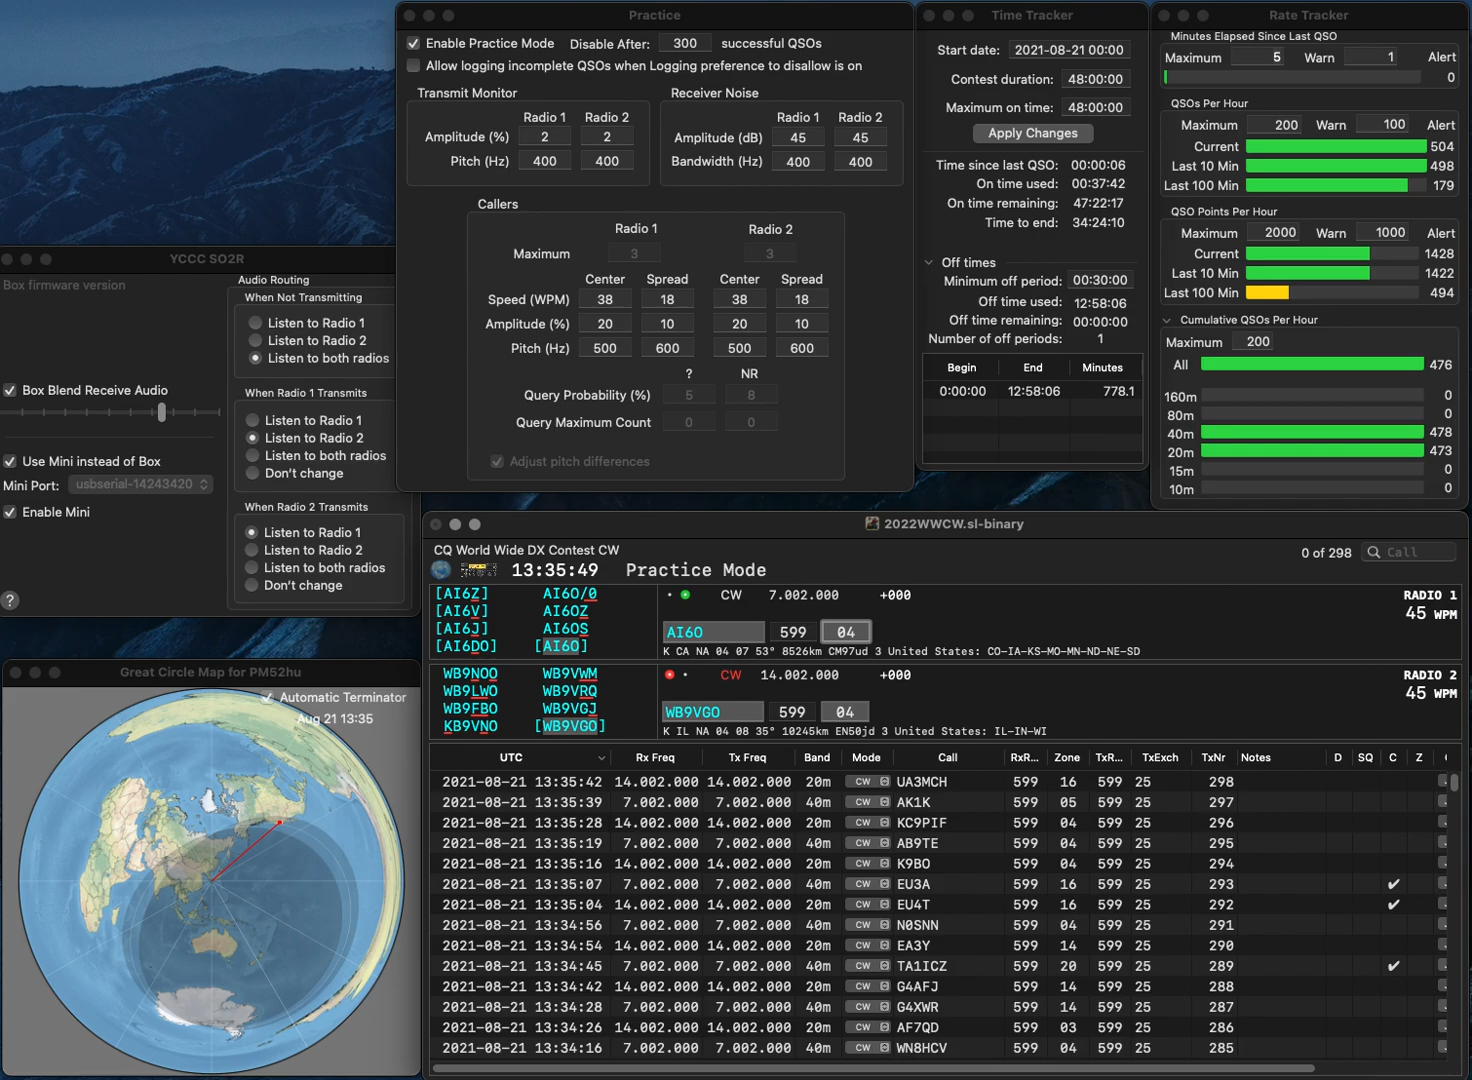 Practice
Enable Practice Mode Disable After: 300 successful QSOs
Allow logging incomplete QSOs when Logging preference to disallow is on
Transmit Monitor
Radio 1 Radio 2
Amplitude (%) 2 2
Pitch (Hz) 400 400
Receiver Noise
Radio 1 Radio 2
Amplitude (dB) 45 45
Bandwidth (Hz) 400 400
Callers
Radio 1 Radio 2
Maximum 3 3
Center Spread Center Spread
Speed (WPM) 38 18 38 18
Amplitude (%) 20 10 20 10
Pitch (Hz) 500 600 500 600
? NR
Query Probability (%) 5 8
Query Maximum Count 0 0
Adjust pitch differences
Time Tracker
Start date: 2021-08-21 00:00
Contest duration: 48:00:00
Maximum on time: 48:00:00
Apply Changes
Time since last QSO: 00:00:06
On time used: 00:37:42
On time remaining: 47:22:17
Time to end: 34:24:10
Off times
Minimum off period: 00:30:00
Off time used: 12:58:06
Off time remaining: 00:00:00
Number of off periods: 1
Begin End Minutes
0:00:00 12:58:06 778.1
Rate Tracker
Minutes Elapsed Since Last QSO
Maximum 5 Warn 1 Alert
0
QSOs Per Hour
Maximum 200 Warn 100 Alert
Current 504
Last 10 Min 498
Last 100 Min 179
QSO Points Per Hour
Maximum 2000 Warn 1000 Alert
Current 1428
Last 10 Min 1422
Last 100 Min 494
Cumulative QSOs Per Hour
Maximum 200
All 476
160m 0
80m 0
40m 478
20m 473
15m 0
10m 0
YCCC SO2R
Box firmware version
Box Blend Receive Audio
Use Mini instead of Box
Mini Port: usbserial-14243420
Enable Mini
?
Audio Routing
When Not Transmitting
Listen to Radio 1
Listen to Radio 2
Listen to both radios
When Radio 1 Transmits
Listen to Radio 1
Listen to Radio 2
Listen to both radios
Don't change
When Radio 2 Transmits
Listen to Radio 1
Listen to Radio 2
Listen to both radios
Don't change
Great Circle Map for PM52hu
Automatic Terminator
Aug 21 13:35
2022WWCW.sl-binary
CQ World Wide DX Contest CW 0 of 298 Call
13:35:49 Practice Mode
[AI6Z] AI6O/0
[AI6V] AI6OZ
[AI6J] AI6OS
[AI6DO] [AI6O]
CW 7.002.000 +000 RADIO 1
45 WPM
AI6O 599 04
K CA NA 04 07 53° 8526km CM97ud 3 United States: CO-IA-KS-MO-MN-ND-NE-SD
WB9NOO WB9VWM
WB9LWO WB9VRQ
WB9FBO WB9VGJ
KB9VNO [WB9VGO]
CW 14.002.000 +000 RADIO 2
45 WPM
WB9VGO 599 04
K IL NA 04 08 35° 10245km EN50jd 3 United States: IL-IN-WI
UTC Rx Freq Tx Freq Band Mode Call RxR... Zone TxR... TxExch TxNr Notes D SQ C Z
2021-08-21 13:35:42 14.002.000 14.002.000 20m CW UA3MCH 599 16 599 25 298
2021-08-21 13:35:39 7.002.000 7.002.000 40m CW AK1K 599 05 599 25 297
2021-08-21 13:35:28 14.002.000 14.002.000 20m CW KC9PIF 599 04 599 25 296
2021-08-21 13:35:19 7.002.000 7.002.000 40m CW AB9TE 599 04 599 25 295
2021-08-21 13:35:16 14.002.000 14.002.000 20m CW K9BO 599 04 599 25 294
2021-08-21 13:35:07 7.002.000 7.002.000 40m CW EU3A 599 16 599 25 293 ✔
2021-08-21 13:35:04 14.002.000 14.002.000 20m CW EU4T 599 16 599 25 292 ✔
2021-08-21 13:34:56 7.002.000 7.002.000 40m CW N0SNN 599 04 599 25 291
2021-08-21 13:34:54 14.002.000 14.002.000 20m CW EA3Y 599 14 599 25 290
2021-08-21 13:34:45 7.002.000 7.002.000 40m CW TA1ICZ 599 20 599 25 289 ✔
2021-08-21 13:34:42 14.002.000 14.002.000 20m CW G4AFJ 599 14 599 25 288
2021-08-21 13:34:28 7.002.000 7.002.000 40m CW G4XWR 599 14 599 25 287
2021-08-21 13:34:26 14.002.000 14.002.000 20m CW AF7QD 599 03 599 25 286
2021-08-21 13:34:16 7.002.000 7.002.000 40m CW WN8HCV 599 04 599 25 285